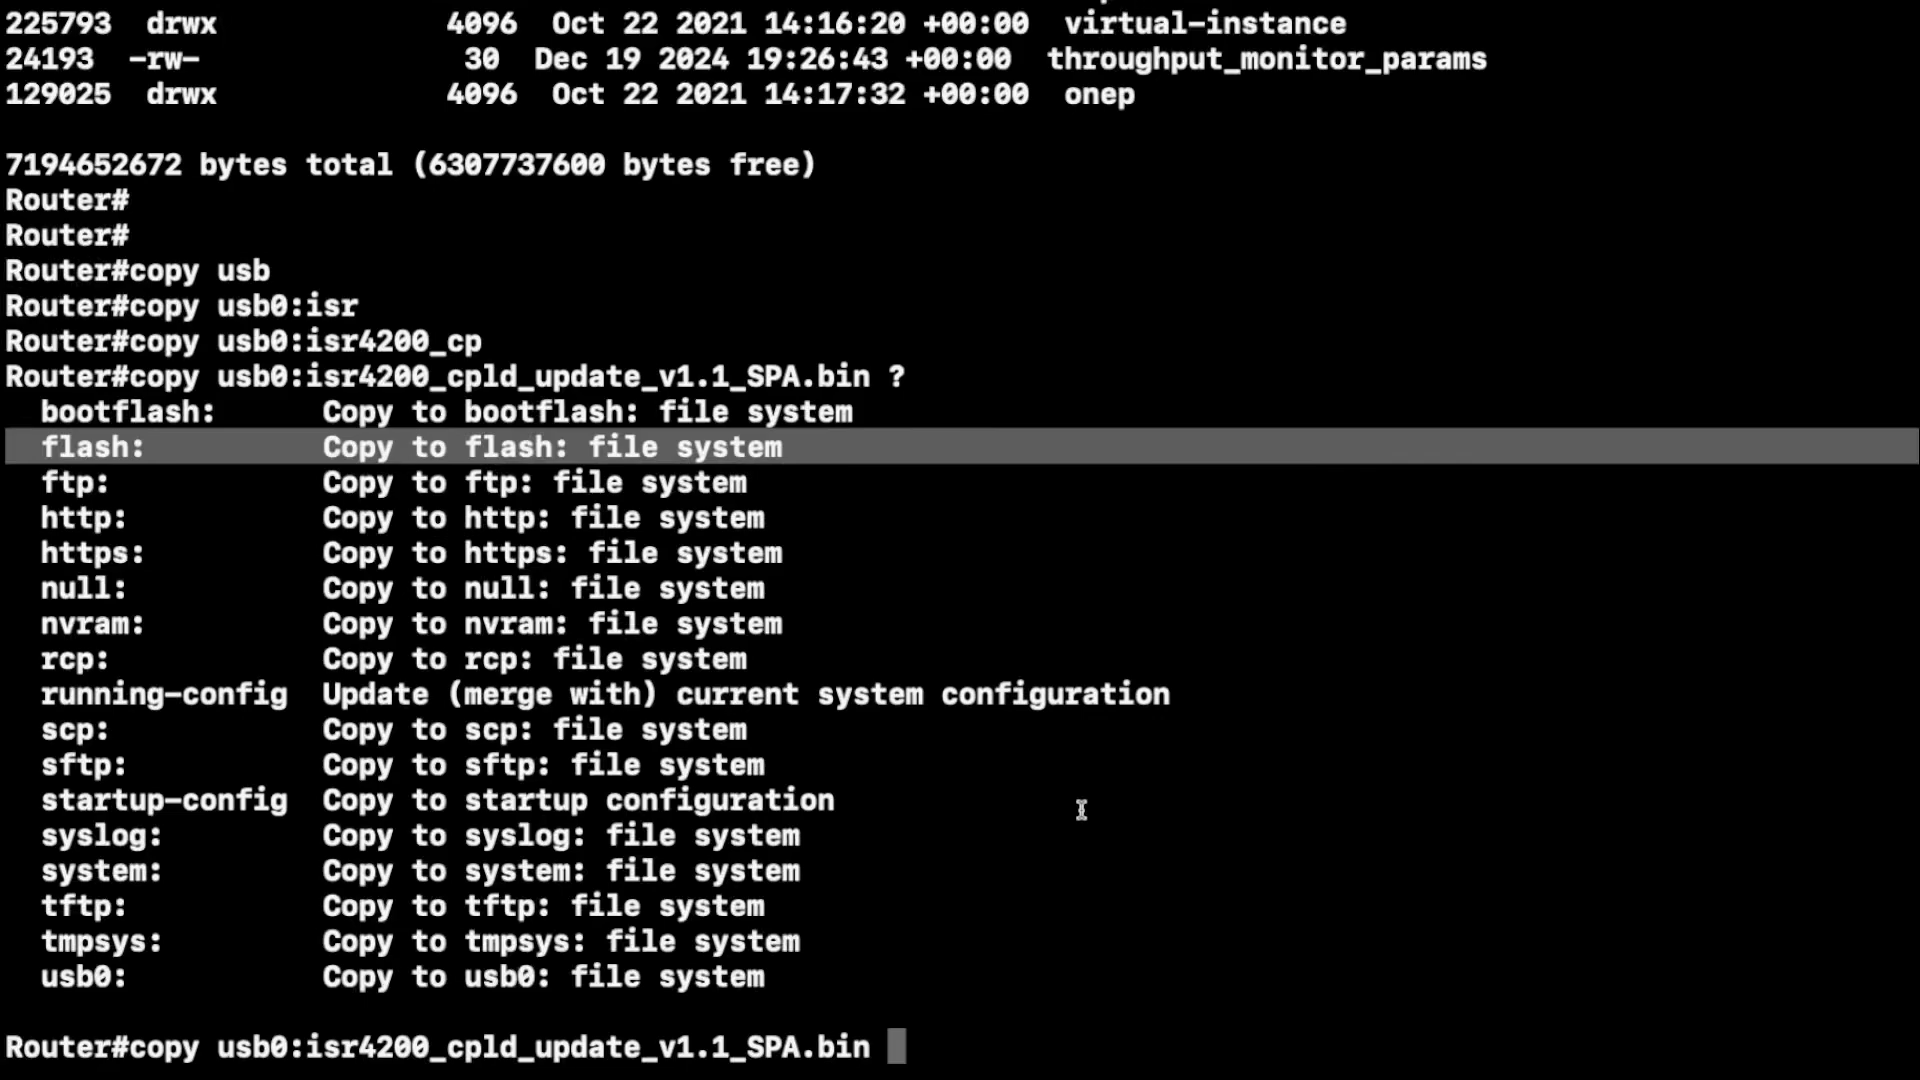 225793  drwx             4096  Oct 22 2021 14:16:20 +00:00  virtual-instance
24193  -rw-               30  Dec 19 2024 19:26:43 +00:00  throughput_monitor_params
129025  drwx             4096  Oct 22 2021 14:17:32 +00:00  onep
7194652672 bytes total (6307737600 bytes free)
Router#
Router#
Router#copy usb
Router#copy usb0:isr
Router#copy usb0:isr4200_cp
Router#copy usb0:isr4200_cpld_update_v1.1_SPA.bin ?
  bootflash:      Copy to bootflash: file system
  flash:          Copy to flash: file system
  ftp:            Copy to ftp: file system
  http:           Copy to http: file system
  https:          Copy to https: file system
  null:           Copy to null: file system
  nvram:          Copy to nvram: file system
  rcp:            Copy to rcp: file system
  running-config  Update (merge with) current system configuration
  scp:            Copy to scp: file system
  sftp:           Copy to sftp: file system
  startup-config  Copy to startup configuration
  syslog:         Copy to syslog: file system
  system:         Copy to system: file system
  tftp:           Copy to tftp: file system
  tmpsys:         Copy to tmpsys: file system
  usb0:           Copy to usb0: file system
Router#copy usb0:isr4200_cpld_update_v1.1_SPA.bin